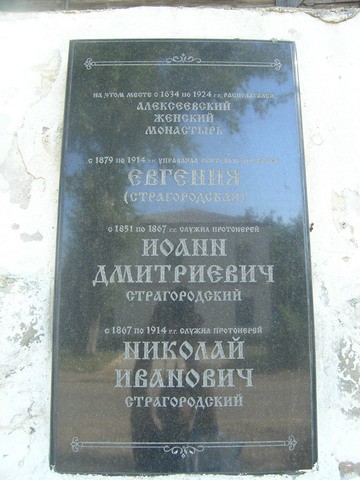 на этом месте с 1634 по 1924 г.г. располагался
Алексеевский
женский
монастырь
с 1879 по 1914 г.г. управляла
Евгения
(Страгородская)
с 1851 по 1867 г.г. служил протоиерей
Иоанн
Дмитриевич
Страгородский
с 1867 по 1914 г.г. служил протоиерей
Николай
Иванович
Страгородский